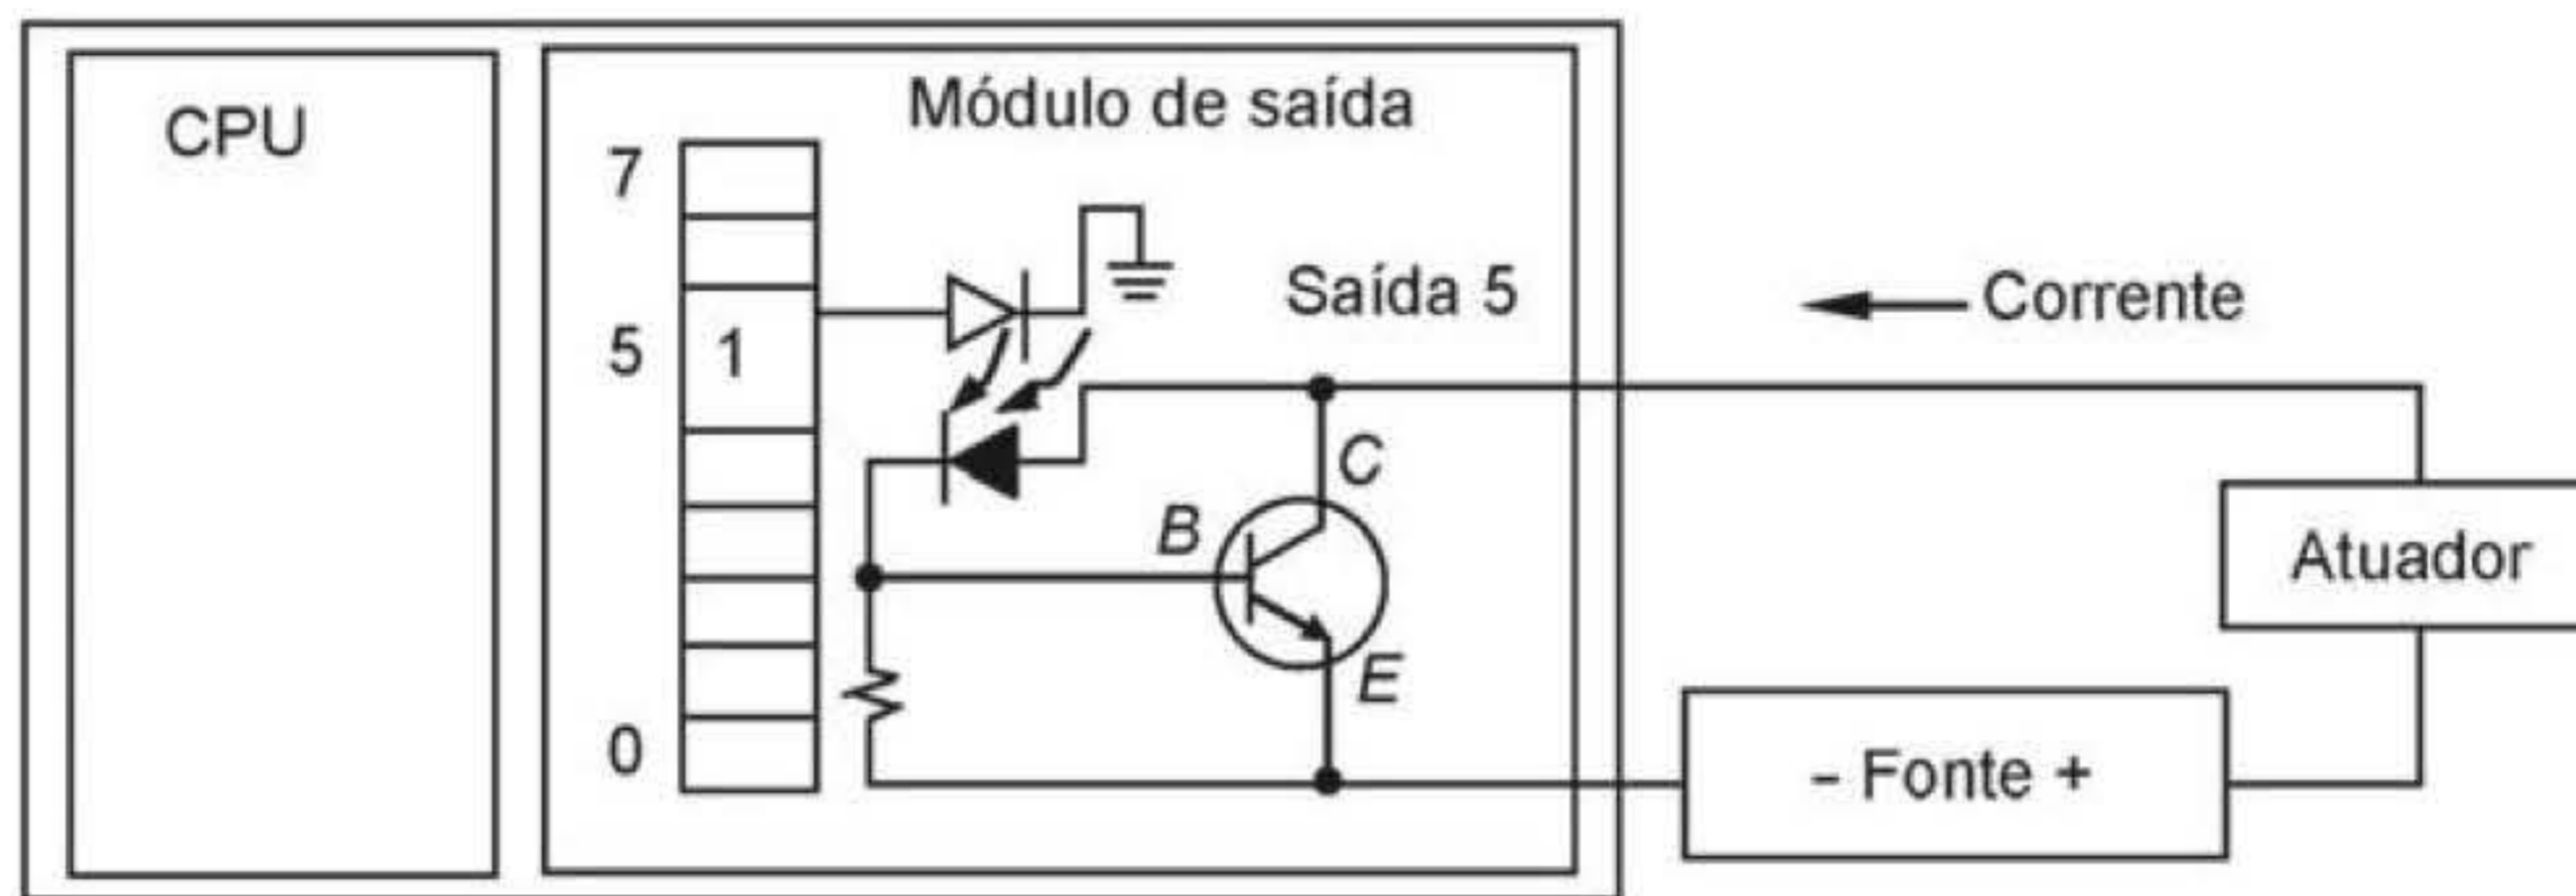 CPU
Módulo de saída
7
5
1
0
Saída 5
Corrente
C
B
E
Atuador
– Fonte +